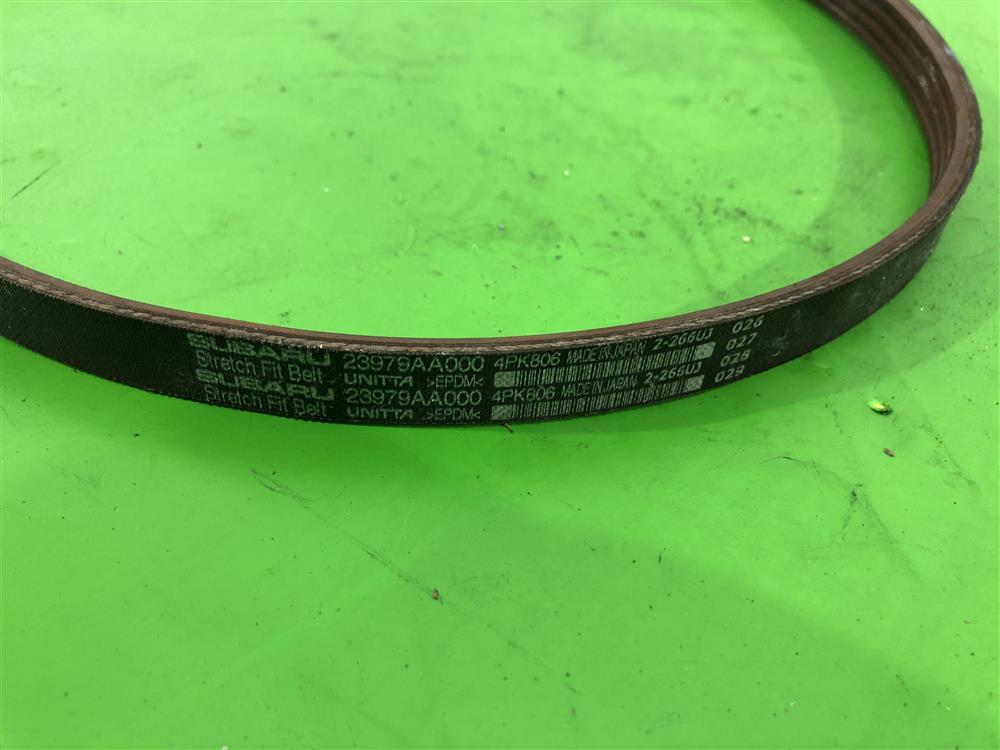 SUBARU 23979AA000 4PK806 MADE IN JAPAN 2-266UJ 026
Stretch Fit Belt UNITTA >EPDM< 027
SUBARU 23979AA000 4PK806 MADE IN JAPAN 2-266UJ 028
Stretch Fit Belt UNITTA >EPDM< 029